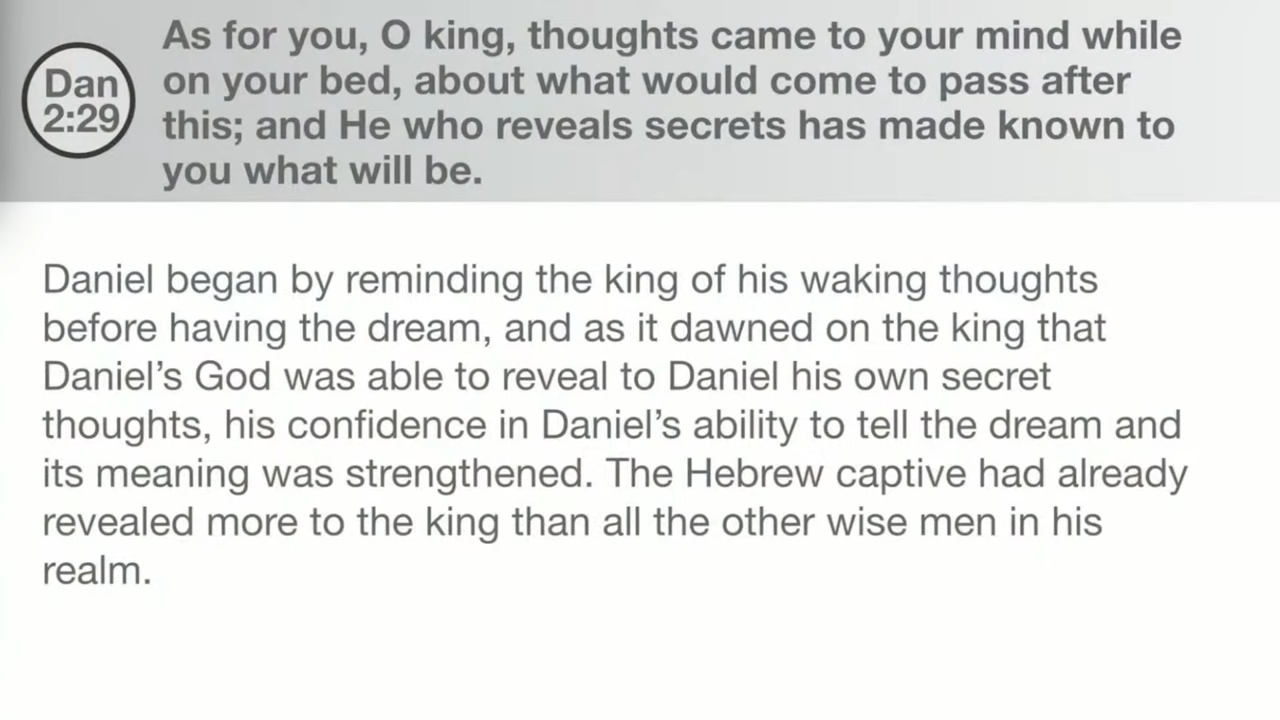 Dan
2:29
As for you, O king, thoughts came to your mind while
on your bed, about what would come to pass after
this; and He who reveals secrets has made known to
you what will be.
Daniel began by reminding the king of his waking thoughts
before having the dream, and as it dawned on the king that
Daniel’s God was able to reveal to Daniel his own secret
thoughts, his confidence in Daniel’s ability to tell the dream and
its meaning was strengthened. The Hebrew captive had already
revealed more to the king than all the other wise men in his
realm.